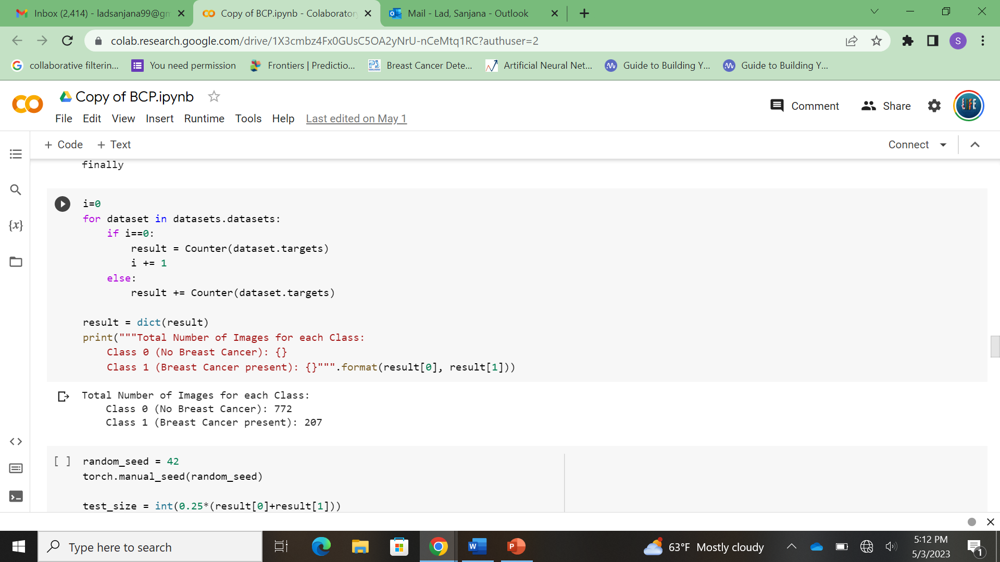 Inbox (2,414) - ladsanjana99@gm
Copy of BCP.ipynb - Colaboratory
Mail - Lad, Sanjana - Outlook
colab.research.google.com/drive/1X3cmbz4Fx0GUsC5OA2yNrU-nCeMtq1RC?authuser=2
S
collaborative filterin...
You need permission
Frontiers | Predictio...
Breast Cancer Dete...
Artificial Neural Net...
Guide to Building Y...
Guide to Building Y...
Copy of BCP.ipynb
Comment
Share
LIFE
File Edit View Insert Runtime Tools Help Last edited on May 1
+ Code + Text
Connect
finally
i=0
for dataset in datasets.datasets:
    if i==0:
        result = Counter(dataset.targets)
        i += 1
    else:
        result += Counter(dataset.targets)
result = dict(result)
print("""Total Number of Images for each Class:
    Class 0 (No Breast Cancer): {}
    Class 1 (Breast Cancer present): {}""".format(result[0], result[1]))
Total Number of Images for each Class:
    Class 0 (No Breast Cancer): 772
    Class 1 (Breast Cancer present): 207
[ ] random_seed = 42
torch.manual_seed(random_seed)
test_size = int(0.25*(result[0]+result[1]))
{x}
Type here to search
W
P
63°F Mostly cloudy
5:12 PM
5/3/2023
1